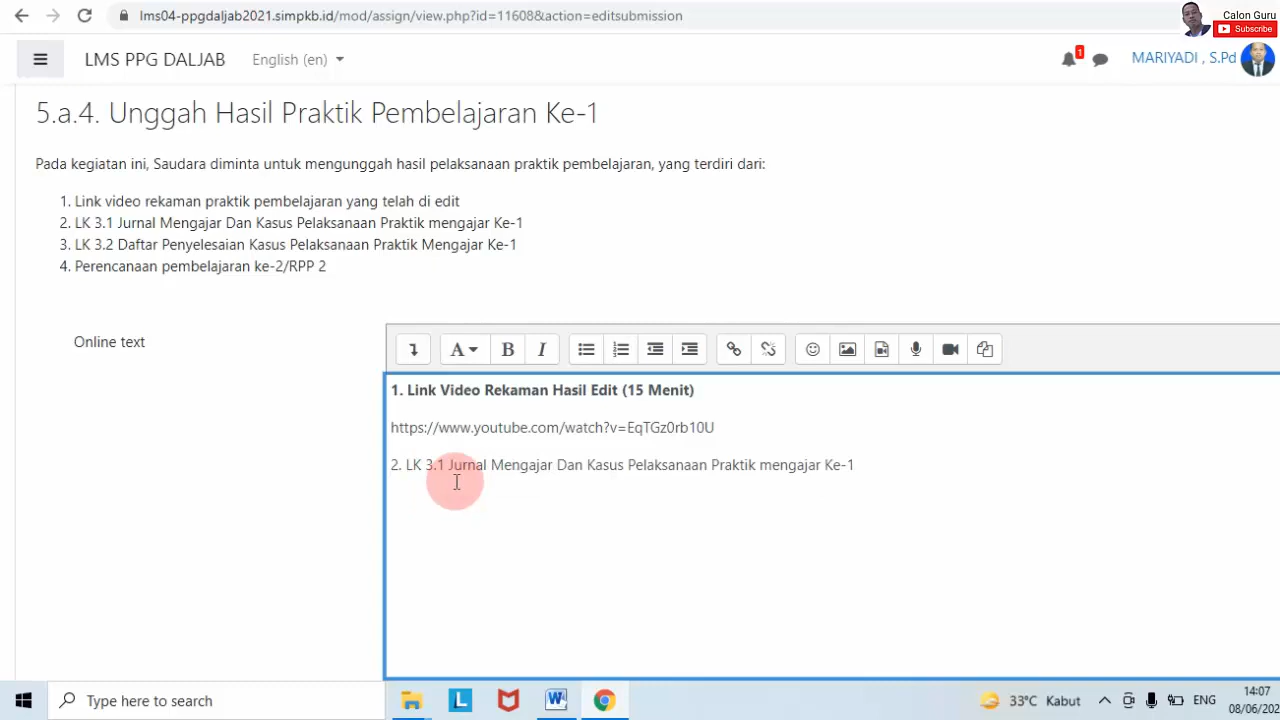 lms04-ppgdaljab2021.simpkb.id/mod/assign/view.php?id=11608&action=editsubmission
Calon Guru
Subscribe
LMS PPG DALJAB
English (en)
1
MARIYADI , S.Pd
5.a.4. Unggah Hasil Praktik Pembelajaran Ke-1
Pada kegiatan ini, Saudara diminta untuk mengunggah hasil pelaksanaan praktik pembelajaran, yang terdiri dari:
1. Link video rekaman praktik pembelajaran yang telah di edit
2. LK 3.1 Jurnal Mengajar Dan Kasus Pelaksanaan Praktik mengajar Ke-1
3. LK 3.2 Daftar Penyelesaian Kasus Pelaksanaan Praktik Mengajar Ke-1
4. Perencanaan pembelajaran ke-2/RPP 2
Online text
A B I
1. Link Video Rekaman Hasil Edit (15 Menit)
https://www.youtube.com/watch?v=EqTGz0rb10U
2. LK 3.1 Jurnal Mengajar Dan Kasus Pelaksanaan Praktik mengajar Ke-1
Type here to search
L
W
33°C Kabut
ENG
14:07
08/06/202